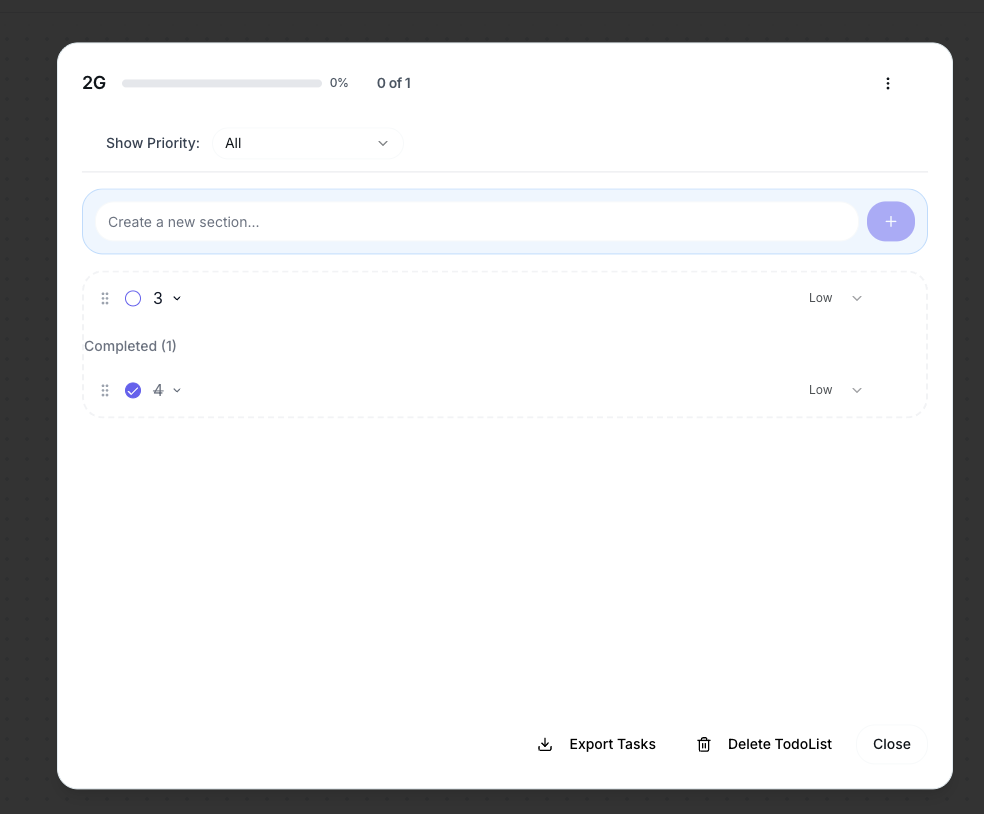 2G 0% 0 of 1
Show Priority: All
Create a new section...
3 Low
Completed (1)
4 Low
Export Tasks Delete TodoList Close